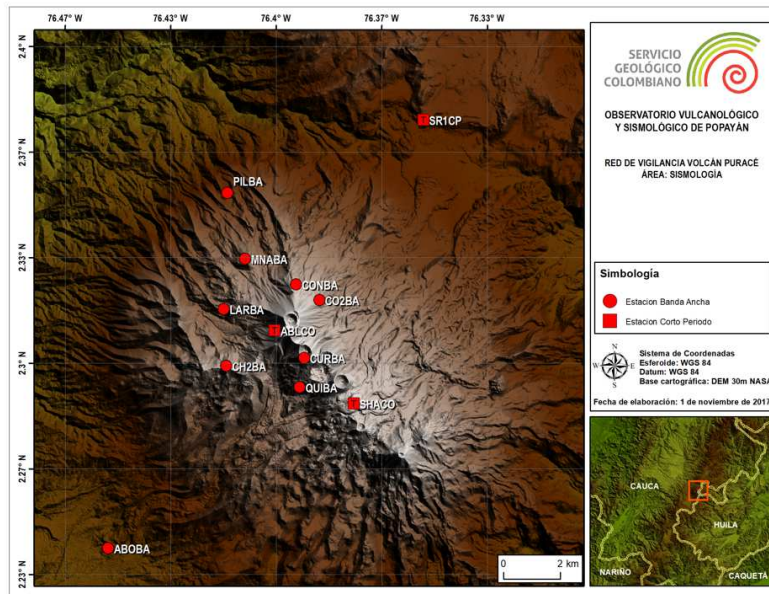 76.47° W
76.43° W
76.4° W
76.37° W
76.33° W
2.4° N
2.37° N
2.33° N
2.3° N
2.27° N
2.23° N
SR1CP
PILBA
MNABA
CONBA
CO2BA
LARBA
ABLCO
CURBA
CH2BA
QUIBA
SHACO
ABOBA
0
2
km
SERVICIO
GEOLÓGICO
COLOMBIANO
OBSERVATORIO VULCANOLÓGICO
Y SISMOLÓGICO DE POPAYÁN
RED DE VIGILANCIA VOLCÁN PURACÉ
ÁREA: SISMOLOGÍA
Simbología
Estacion Banda Ancha
Estacion Corto Periodo
N
W
E
S
Sistema de Coordenadas
Esferoide: WGS 84
Datum: WGS 84
Base cartográfica: DEM 30m NASA
Fecha de elaboración: 1 de noviembre de 2017
CAUCA
HUILA
NARIÑO
CAQUETÁ